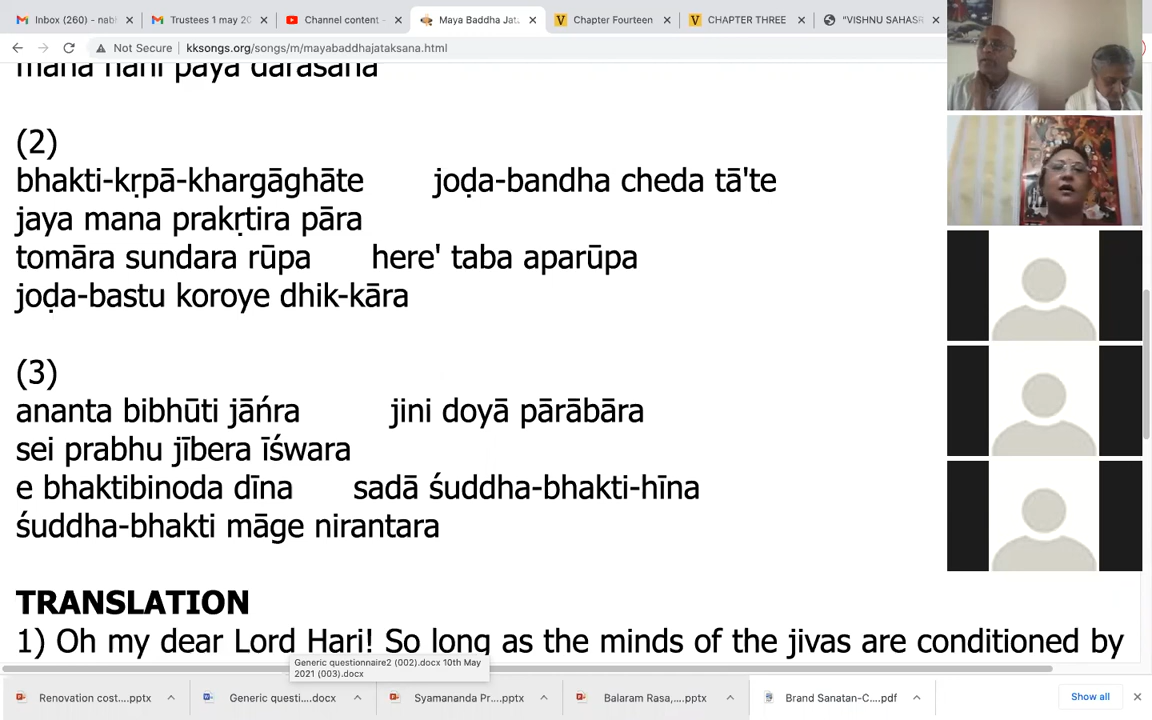 Inbox (260) - nabl
Trustees 1 may 20
Channel content -
Maya Baddha Jat
Chapter Fourteen
CHAPTER THREE
"VISHNU SAHASR
Not Secure | kksongs.org/songs/m/mayabaddhajataksana.html
mana nahi pāya daraśana
(2)
bhakti-kṛpā-khargāghāte joḍa-bandha cheda tā'te
jaya mana prakṛtira pāra
tomāra sundara rūpa here' taba aparūpa
joḍa-bastu koroye dhik-kāra
(3)
ananta bibhūti jāńra jini doyā pārābāra
sei prabhu jībera īśwara
e bhaktibinoda dīna sadā śuddha-bhakti-hīna
śuddha-bhakti māge nirantara
TRANSLATION
1) Oh my dear Lord Hari! So long as the minds of the jivas are conditioned by
Generic questionnaire2 (002).docx 10th May
2021 (003).docx
Renovation cost....pptx
Generic questi....docx
Syamananda Pr....pptx
Balaram Rasa,....pptx
Brand Sanatan-C....pdf
Show all